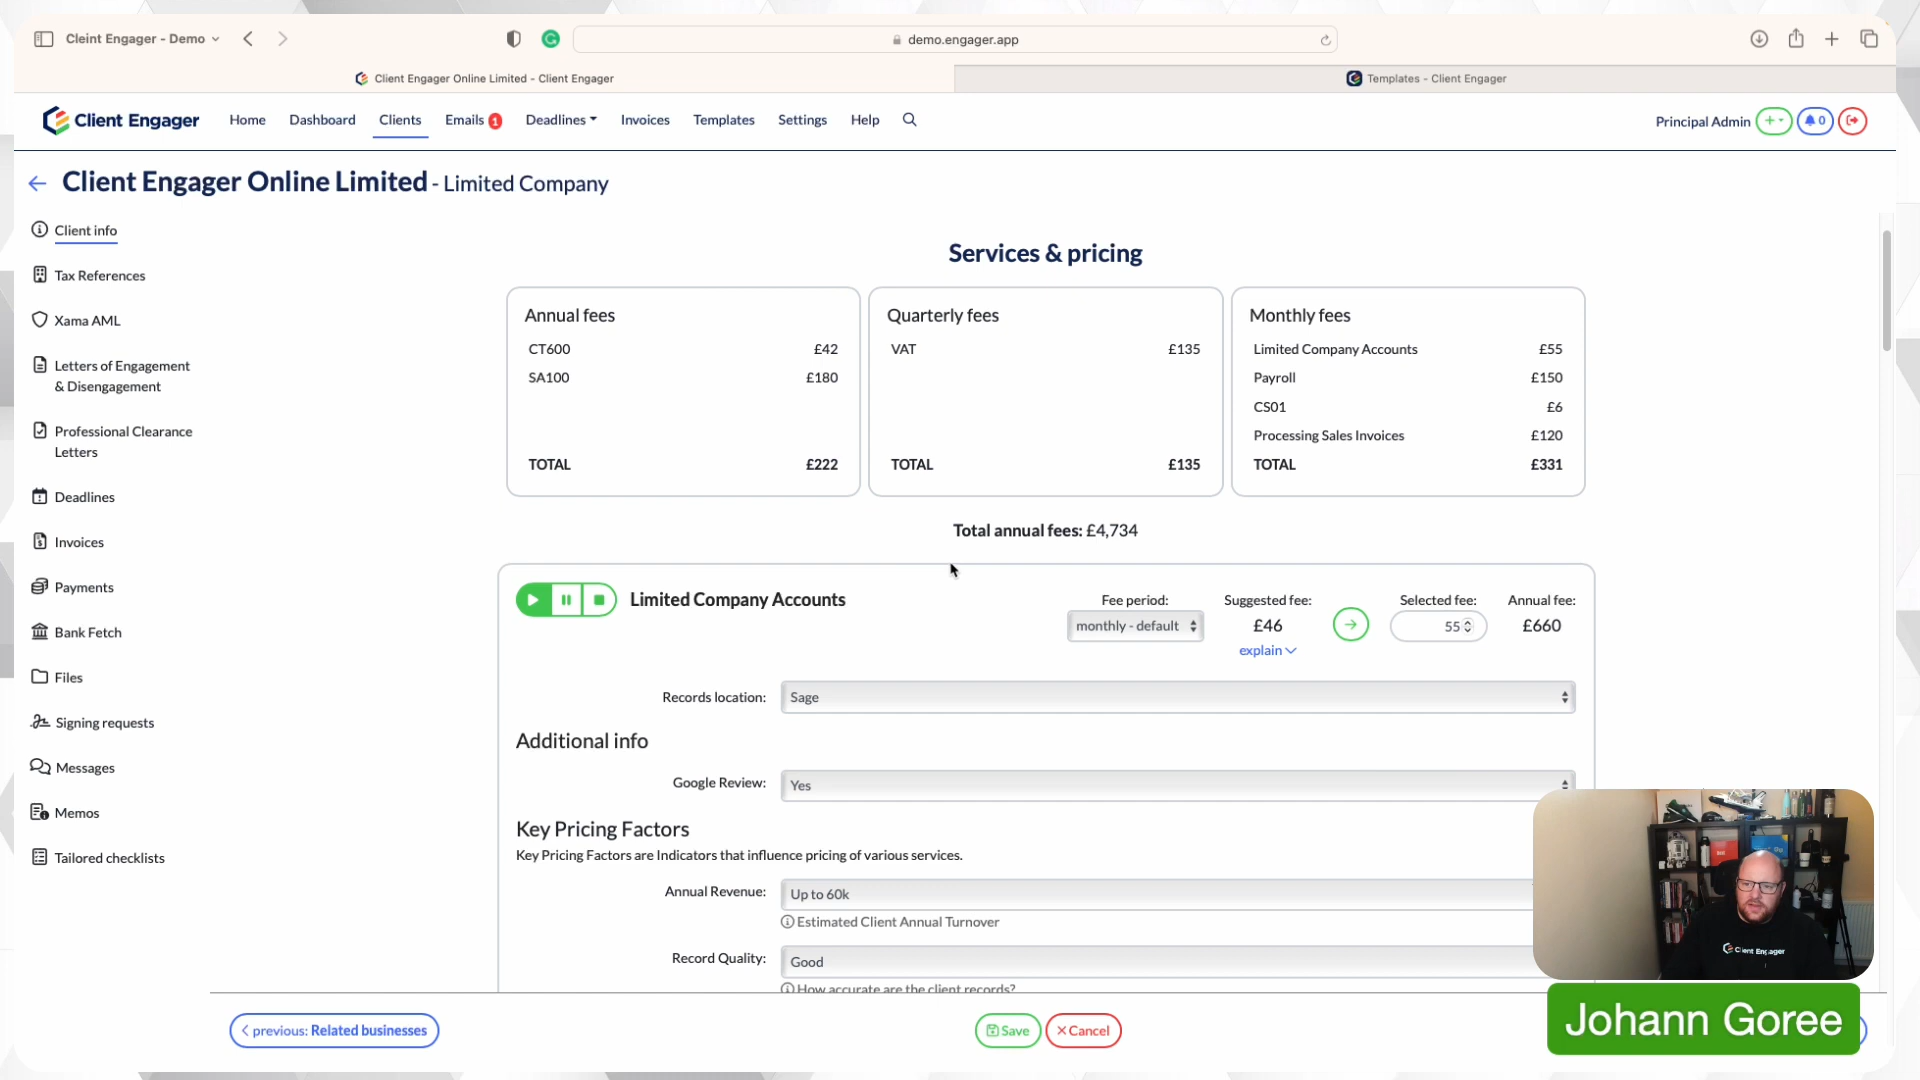 Cleint Engager - Demo
demo.engager.app
Client Engager Online Limited - Client Engager
Templates - Client Engager
Client Engager
Home
Dashboard
Clients
Emails 1
Deadlines
Invoices
Templates
Settings
Help
Principal Admin
0
Client Engager Online Limited - Limited Company
Client info
Tax References
Xama AML
Letters of Engagement
& Disengagement
Professional Clearance
Letters
Deadlines
Invoices
Payments
Bank Fetch
Files
Signing requests
Messages
Memos
Tailored checklists
Services & pricing
Annual fees
CT600 £42
SA100 £180
TOTAL £222
Quarterly fees
VAT £135
TOTAL £135
Monthly fees
Limited Company Accounts £55
Payroll £150
CS01 £6
Processing Sales Invoices £120
TOTAL £331
Total annual fees: £4,734
Limited Company Accounts
Fee period:
monthly - default
Suggested fee:
£46
explain
Selected fee:
55
Annual fee:
£660
Records location: Sage
Additional info
Google Review: Yes
Key Pricing Factors
Key Pricing Factors are Indicators that influence pricing of various services.
Annual Revenue: Up to 60k
Estimated Client Annual Turnover
Record Quality: Good
How accurate are the client records?
previous: Related businesses
Save
Cancel
Client Engager
Johann Goree